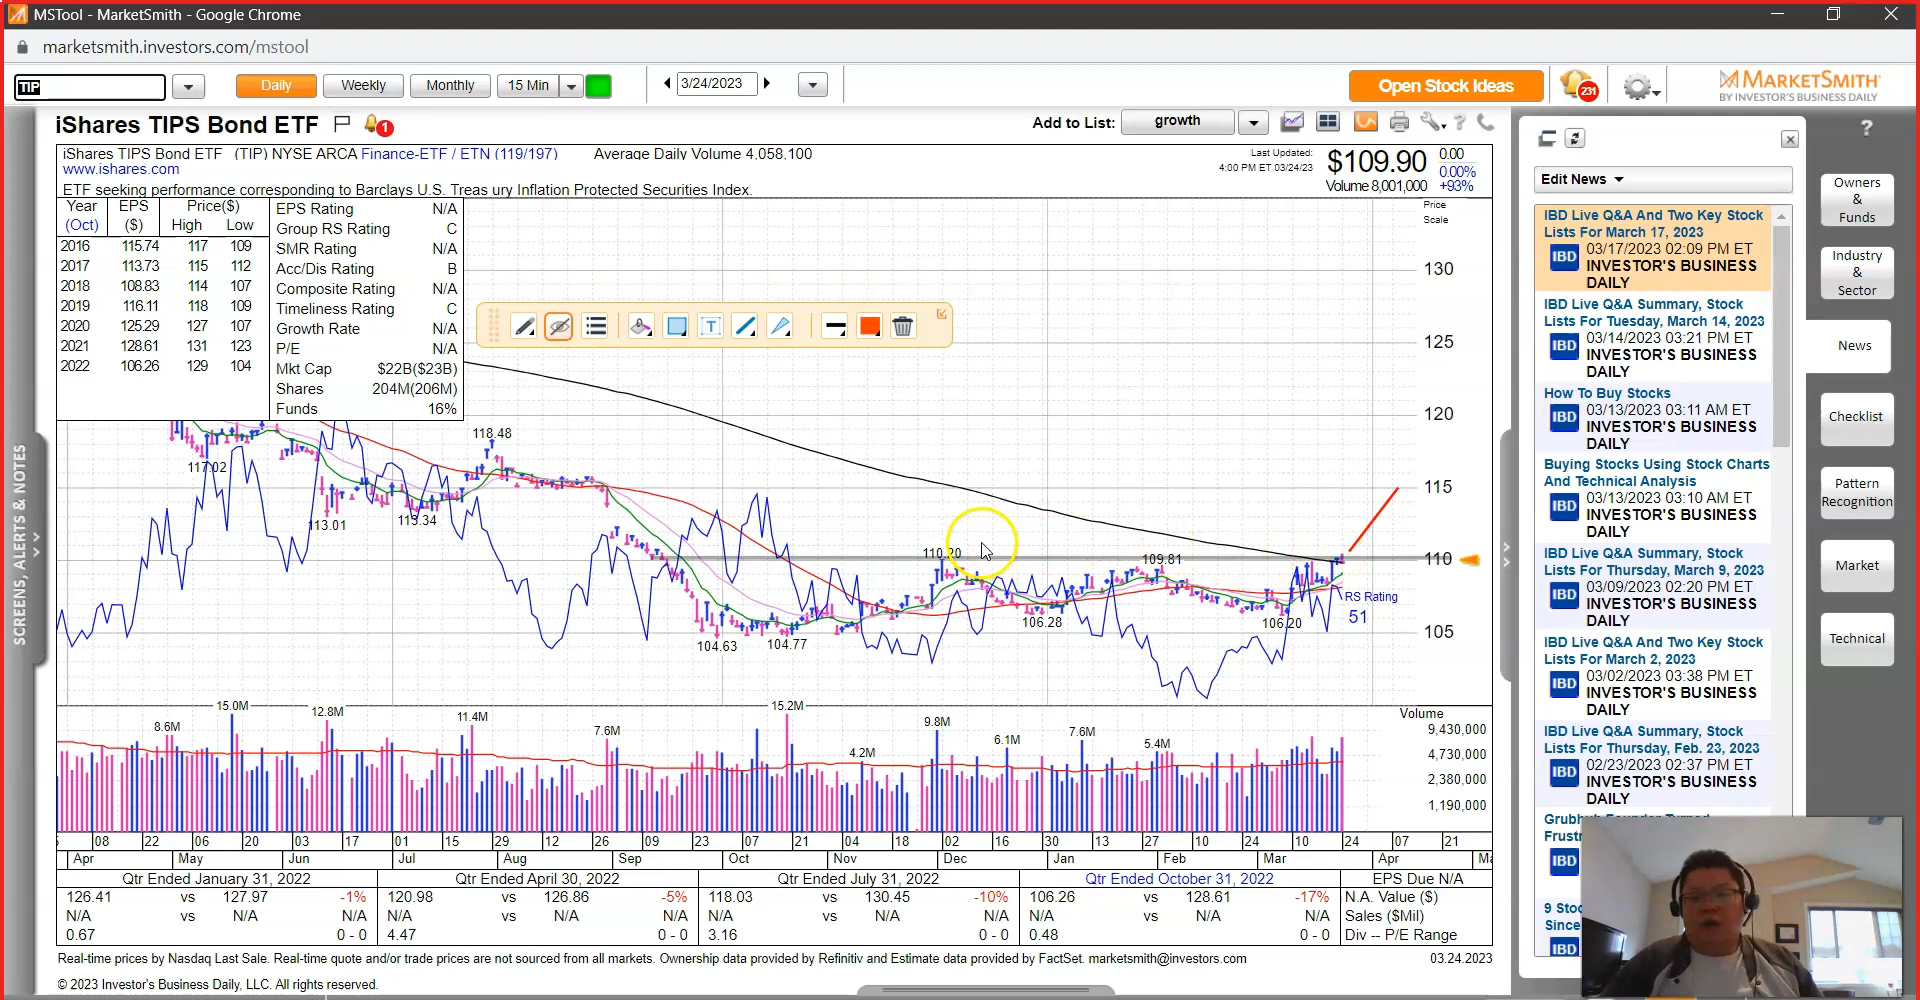 MSTool - MarketSmith - Google Chrome
marketsmith.investors.com/mstool
TIP
Daily
Weekly
Monthly
15 Min
3/24/2023
Open Stock Ideas
231
MARKETSMITH
BY INVESTOR'S BUSINESS DAILY
iShares TIPS Bond ETF
1
Add to List:
growth
?
iShares TIPS Bond ETF (TIP) NYSE ARCA Finance-ETF / ETN (119/197) Average Daily Volume 4,058,100
www.ishares.com
ETF seeking performance corresponding to Barclays U.S. Treas ury Inflation Protected Securities Index.
Last Updated:
4:00 PM ET 03/24/23
$109.90
0.00
0.00%
Volume 8,001,000 +93%
Year EPS Price($)
(Oct) ($) High Low
2016 115.74 117 109
2017 113.73 115 112
2018 108.83 114 107
2019 116.11 118 109
2020 125.29 127 107
2021 128.61 131 123
2022 106.26 129 104
EPS Rating N/A
Group RS Rating C
SMR Rating N/A
Acc/Dis Rating B
Composite Rating N/A
Timeliness Rating C
Growth Rate N/A
P/E N/A
Mkt Cap $22B($23B)
Shares 204M(206M)
Funds 16%
T
Price
Scale
130
125
120
115
110
105
117.02
113.01
113.34
118.48
104.63
104.77
110.20
106.28
109.81
106.20
RS Rating
51
Volume
9,430,000
4,730,000
2,380,000
1,190,000
8.6M
15.0M
12.8M
11.4M
7.6M
15.2M
4.2M
9.8M
6.1M
7.6M
5.4M
08 22 06 20 03 17 01 15 29 12 26 09 23 07 21 04 18 02 16 30 13 27 10 24 10 24 07 21
Apr May Jun Jul Aug Sep Oct Nov Dec Jan Feb Mar Apr
Qtr Ended January 31, 2022
126.41 vs 127.97 -1%
N/A vs N/A N/A
0.67 0 - 0
Qtr Ended April 30, 2022
120.98 vs 126.86 -5%
N/A vs N/A N/A
4.47 0 - 0
Qtr Ended July 31, 2022
118.03 vs 130.45 -10%
N/A vs N/A N/A
3.16 0 - 0
Qtr Ended October 31, 2022
106.26 vs 128.61 -17%
N/A vs N/A N/A
0.48 0 - 0
EPS Due N/A
N.A. Value ($)
Sales ($Mil)
Div -- P/E Range
Real-time prices by Nasdaq Last Sale. Real-time quote and/or trade prices are not sourced from all markets. Ownership data provided by Refinitiv and Estimate data provided by FactSet. marketsmith@investors.com
03.24.2023
© 2023 Investor's Business Daily, LLC. All rights reserved.
SCREENS, ALERTS & NOTES
Edit News
IBD Live Q&A And Two Key Stock
Lists For March 17, 2023
IBD
03/17/2023 02:09 PM ET
INVESTOR'S BUSINESS
DAILY
IBD Live Q&A Summary, Stock
Lists For Tuesday, March 14, 2023
IBD
03/14/2023 03:21 PM ET
INVESTOR'S BUSINESS
DAILY
How To Buy Stocks
IBD
03/13/2023 03:11 AM ET
INVESTOR'S BUSINESS
DAILY
Buying Stocks Using Stock Charts
And Technical Analysis
IBD
03/13/2023 03:10 AM ET
INVESTOR'S BUSINESS
DAILY
IBD Live Q&A Summary, Stock
Lists For Thursday, March 9, 2023
IBD
03/09/2023 02:20 PM ET
INVESTOR'S BUSINESS
DAILY
IBD Live Q&A And Two Key Stock
Lists For March 2, 2023
IBD
03/02/2023 03:38 PM ET
INVESTOR'S BUSINESS
DAILY
IBD Live Q&A Summary, Stock
Lists For Thursday, Feb. 23, 2023
IBD
02/23/2023 02:37 PM ET
INVESTOR'S BUSINESS
DAILY
IBD
9
Since
IBD
?
Owners
&
Funds
Industry
&
Sector
News
Checklist
Pattern
Recognition
Market
Technical